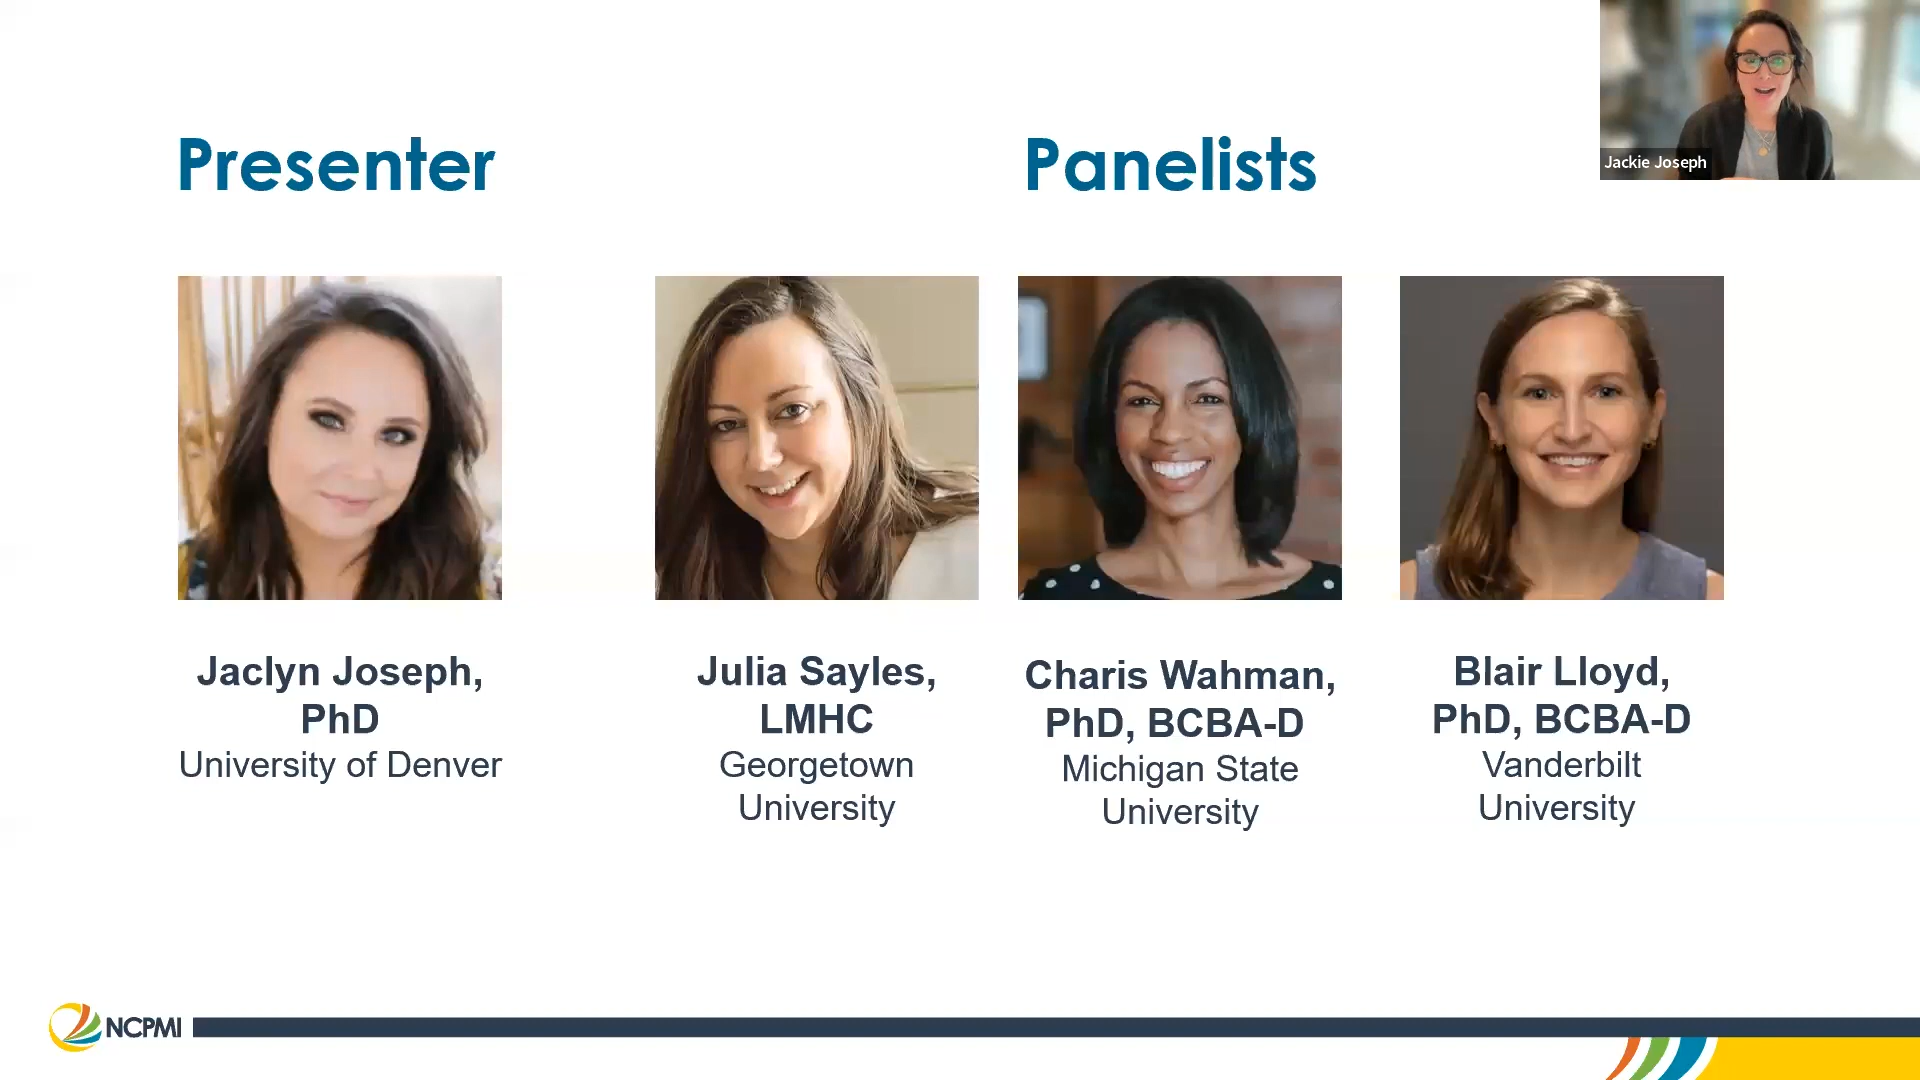 Presenter
Panelists
Jackie Joseph
Jaclyn Joseph,
PhD
University of Denver
Julia Sayles,
LMHC
Georgetown
University
Charis Wahman,
PhD, BCBA-D
Michigan State
University
Blair Lloyd,
PhD, BCBA-D
Vanderbilt
University
NCPMI